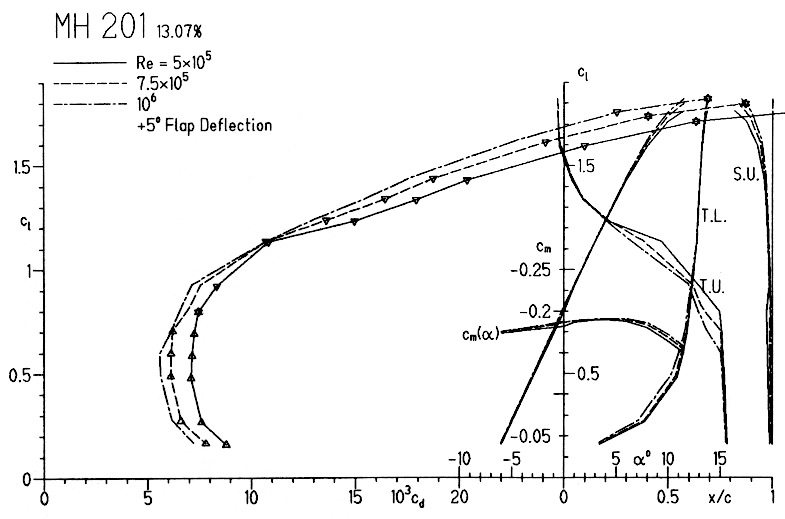 MH 201 13.07%
Re = 5×10⁵
7.5×10⁵
10⁶
+5° Flap Deflection
c_l
1.5
1.5
S.U.
c_l
T.L.
c_m
1
-0.25
T.U.
-0.2
c_m(α)
0.5
0.5
-0.05
-10
-5
5
α°
10
15
0
0
5
10
15
10³c_d
20
0
0.5
x/c
1